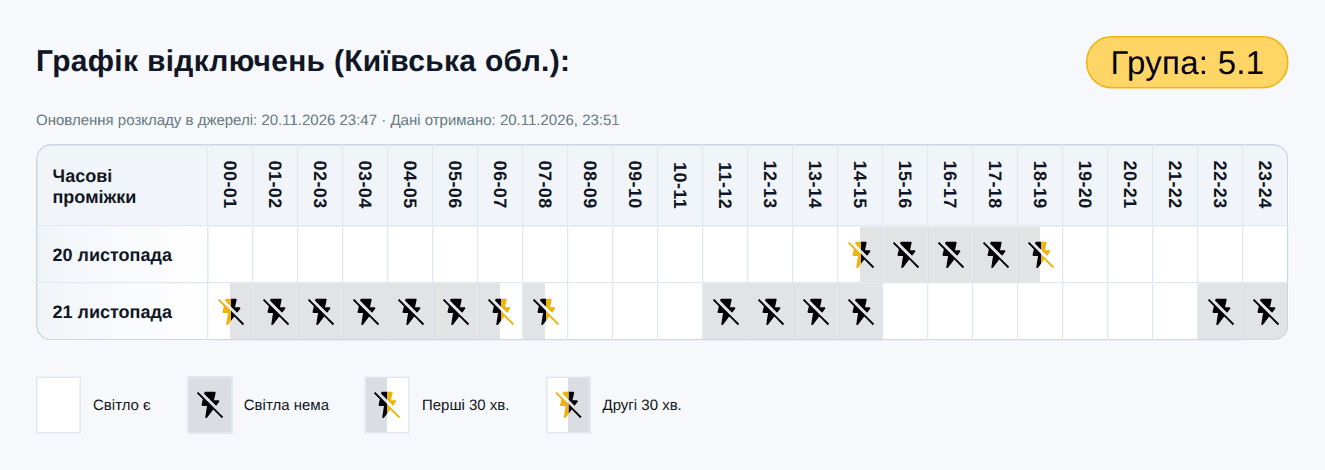 Графік відключень (Київська обл.):
Група: 5.1
Оновлення розкладу в джерелі: 20.11.2026 23:47 · Дані отримано: 20.11.2026, 23:51
Часові
проміжки
00-01
01-02
02-03
03-04
04-05
05-06
06-07
07-08
08-09
09-10
10-11
11-12
12-13
13-14
14-15
15-16
16-17
17-18
18-19
19-20
20-21
21-22
22-23
23-24
20 листопада
21 листопада
Світло є
Світла нема
Перші 30 хв.
Другі 30 хв.